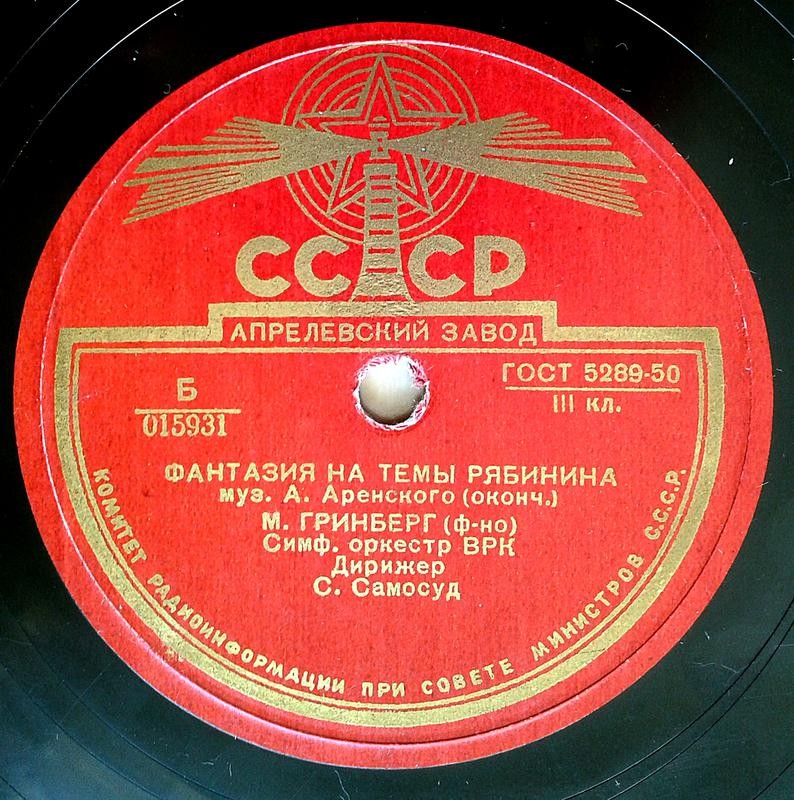 СССР
АПРЕЛЕВСКИЙ ЗАВОД
Б
015931
ГОСТ 5289-50
III кл.
ФАНТАЗИЯ НА ТЕМЫ РЯБИНИНА
муз. А. Аренского (оконч.)
М. ГРИНБЕРГ (ф-но)
Симф. оркестр ВРК
Дирижер
С. Самосуд
КОМИТЕТ РАДИОИНФОРМАЦИИ ПРИ СОВЕТЕ МИНИСТРОВ С.С.С.Р.